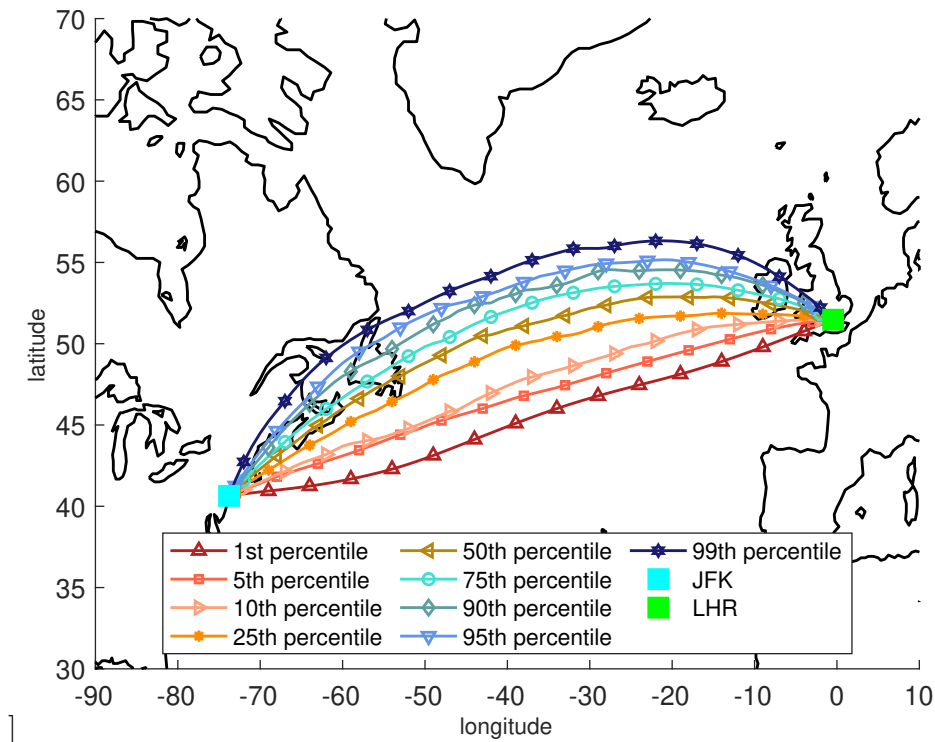 70
65
60
55
50
45
40
35
30
latitude
1st percentile
5th percentile
10th percentile
25th percentile
50th percentile
75th percentile
90th percentile
95th percentile
99th percentile
JFK
LHR
-90 -80 -70 -60 -50 -40 -30 -20 -10 0 10
longitude
]